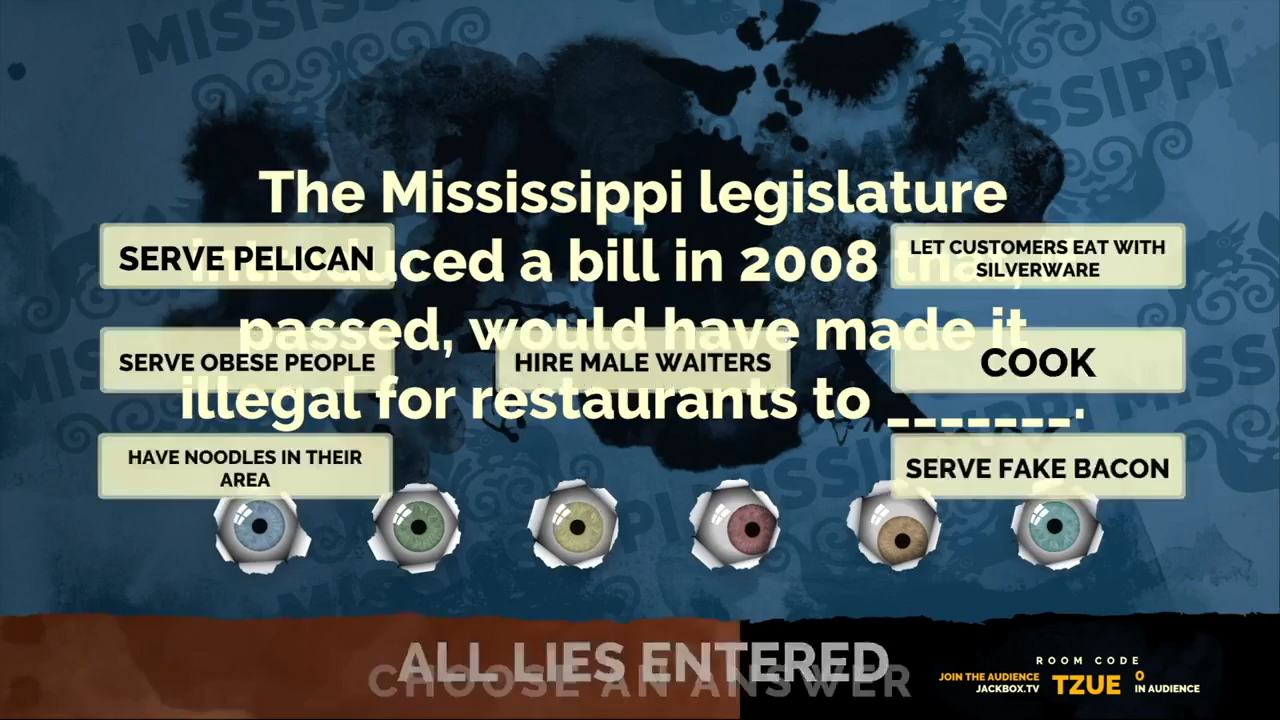 MISSISSIPPI
The Mississippi legislature
introduced a bill in 2008 that,
passed, would have made it
illegal for restaurants to _______.
SERVE PELICAN
LET CUSTOMERS EAT WITH
SILVERWARE
SERVE OBESE PEOPLE
HIRE MALE WAITERS
COOK
HAVE NOODLES IN THEIR
AREA
SERVE FAKE BACON
ALL LIES ENTERED
CHOOSE AN ANSWER
ROOM CODE
JOIN THE AUDIENCE
JACKBOX.TV
TZUE
0
IN AUDIENCE